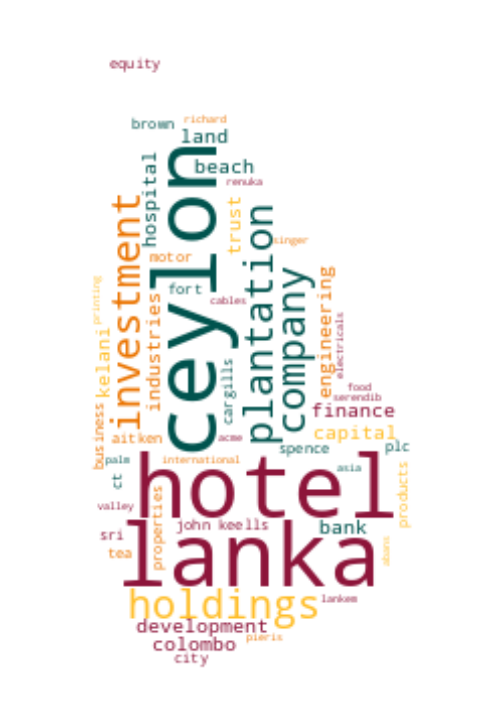 equity
brown
richard
land
beach
renuka
hospital
ceylon
investment
trust
plantation
singer
motor
fort
cables
company
engineering
electricals
printing
kelani
industries
cargills
food
serendib
finance
business
aitken
acme
capital
spence
plc
palm
international
asia
ct
hotel
products
valley
properties
john keells
bank
sri
tea
lanka
abans
holdings
lankem
development
pieris
colombo
city